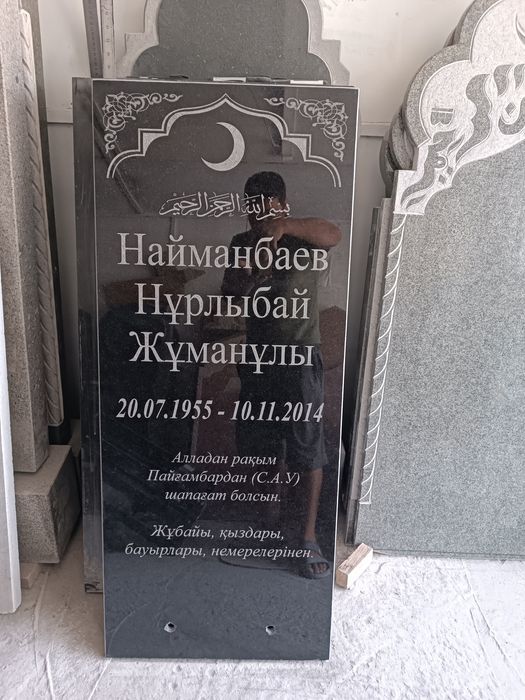 بسم الله الرحمن الرحيم
Найманбаев
Нұрлыбай
Жұманұлы
20.07.1955 - 10.11.2014
Алладан рақым
Пайғамбардан (С.А.У)
шапағат болсын.
Жұбайы, қыздары,
бауырлары, немерелерінен.